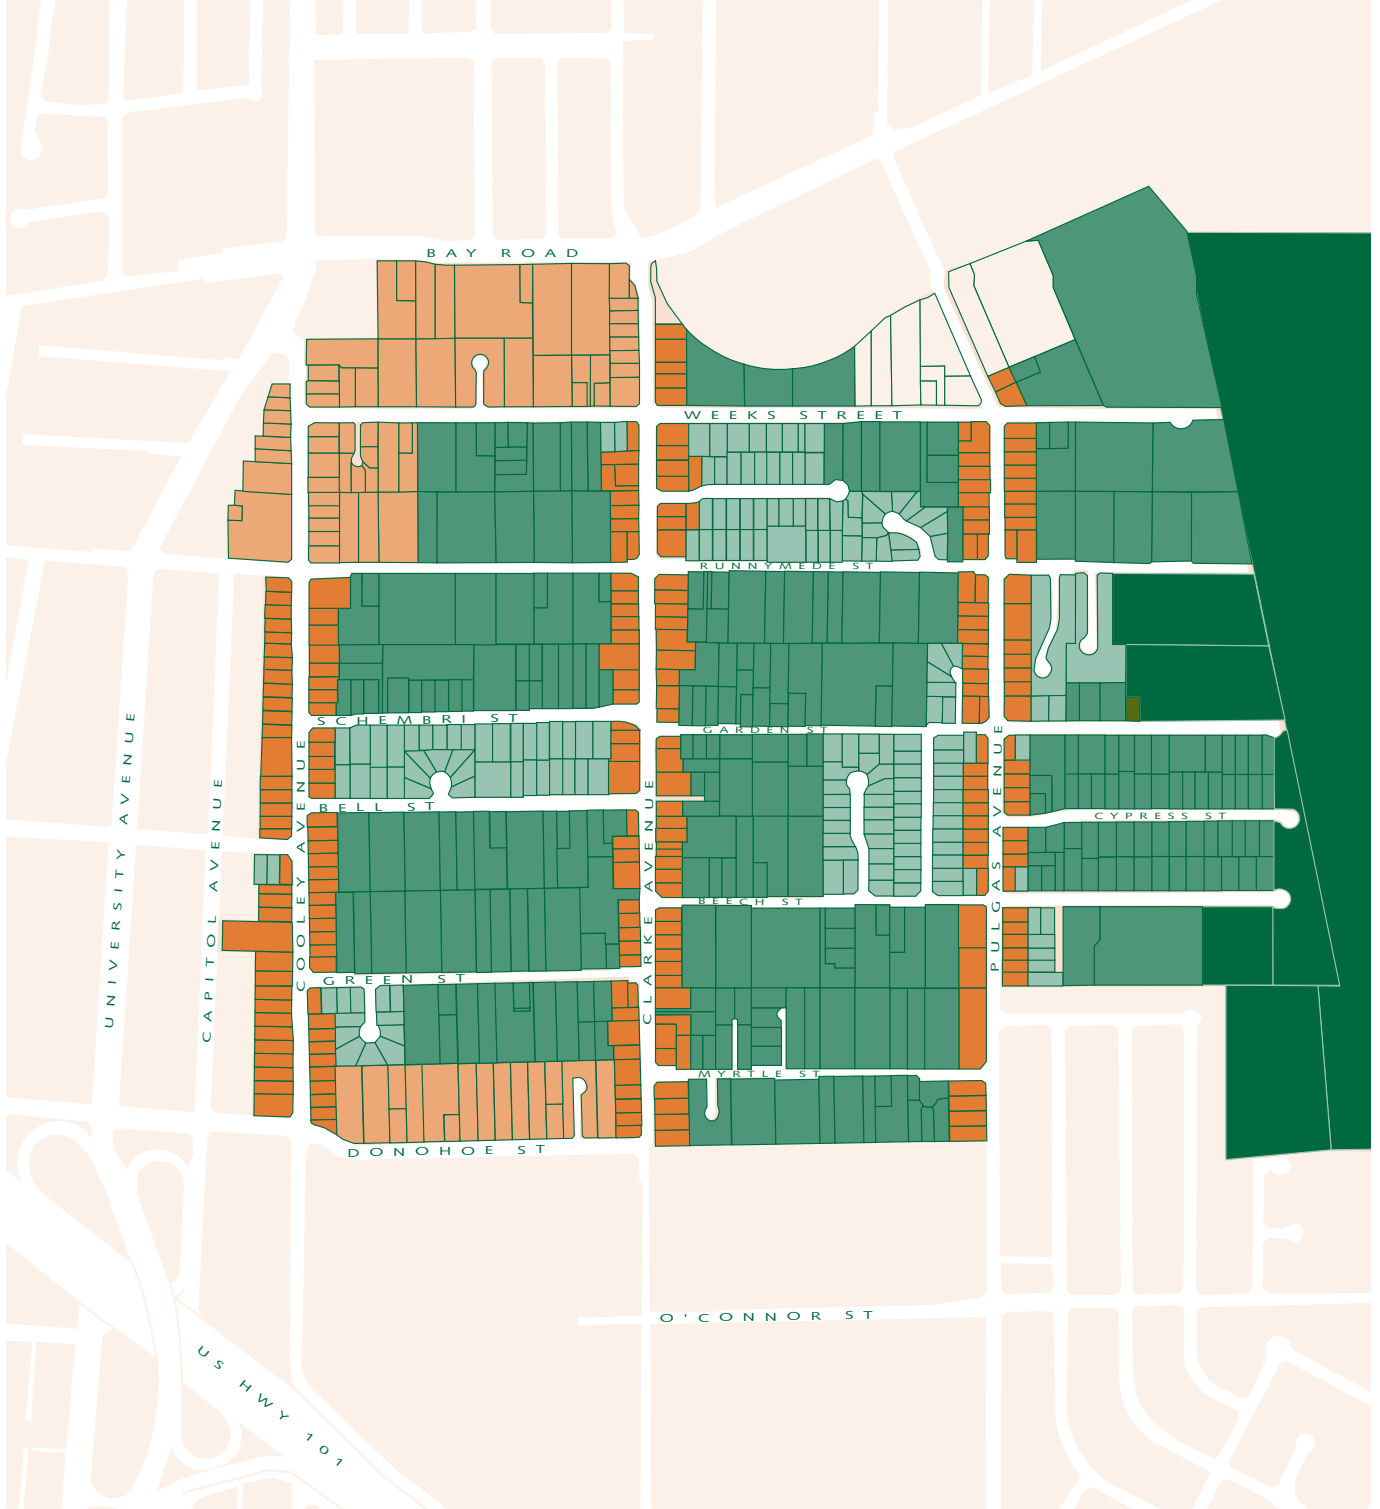 BAY ROAD
WEEKS STREET
RUNNYMEDE ST
SCHEMBRI ST
GARDEN ST
UNIVERSITY AVENUE
CAPITOL AVENUE
COOLEY AVENUE
CLARKE AVENUE
PULGAS AVENUE
BELL ST
CYPRESS ST
BEECH ST
GREEN ST
MYRTLE ST
DONOHOE ST
O'CONNOR ST
US HWY 101